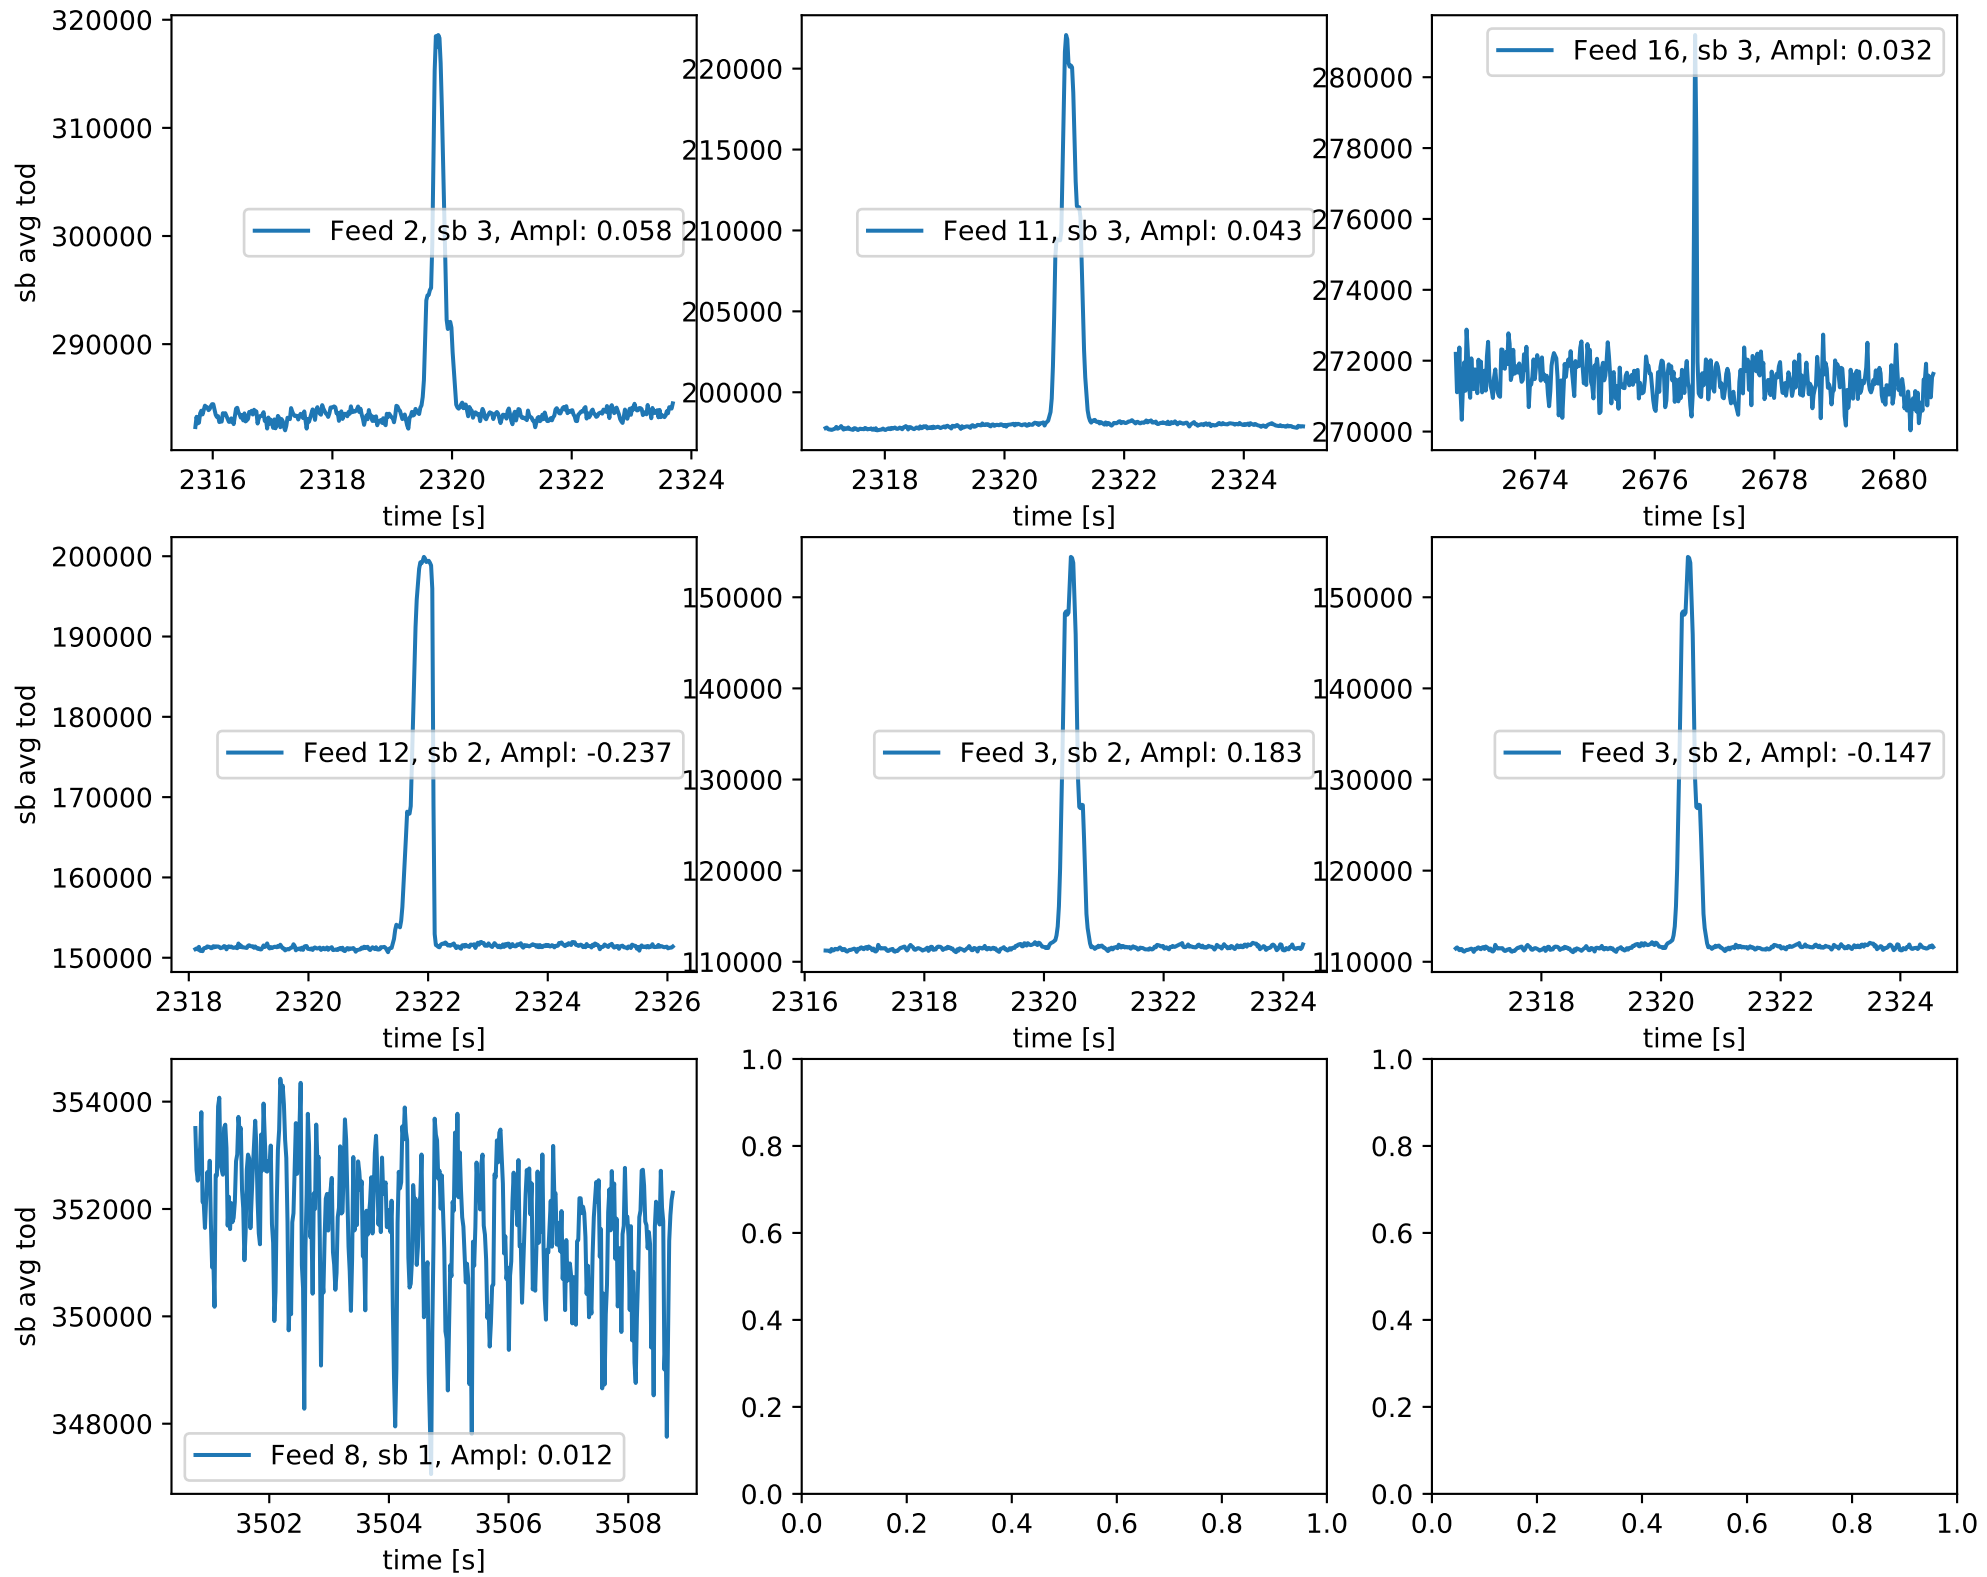 320000
310000
300000
290000
sb avg tod
Feed 2, sb 3, Ampl: 0.058
2316 2318 2320 2322 2324
time [s]
220000
215000
210000
205000
200000
Feed 11, sb 3, Ampl: 0.043
2318 2320 2322 2324
time [s]
280000
278000
276000
274000
272000
270000
Feed 16, sb 3, Ampl: 0.032
2674 2676 2678 2680
time [s]
200000
190000
180000
170000
160000
150000
sb avg tod
Feed 12, sb 2, Ampl: -0.237
2318 2320 2322 2324 2326
time [s]
150000
140000
130000
120000
110000
Feed 3, sb 2, Ampl: 0.183
2316 2318 2320 2322 2324
time [s]
150000
140000
130000
120000
110000
Feed 3, sb 2, Ampl: -0.147
2318 2320 2322 2324
time [s]
354000
352000
350000
348000
sb avg tod
Feed 8, sb 1, Ampl: 0.012
3502 3504 3506 3508
time [s]
1.0
0.8
0.6
0.4
0.2
0.0
0.0 0.2 0.4 0.6 0.8 1.0
1.0
0.8
0.6
0.4
0.2
0.0
0.0 0.2 0.4 0.6 0.8 1.0